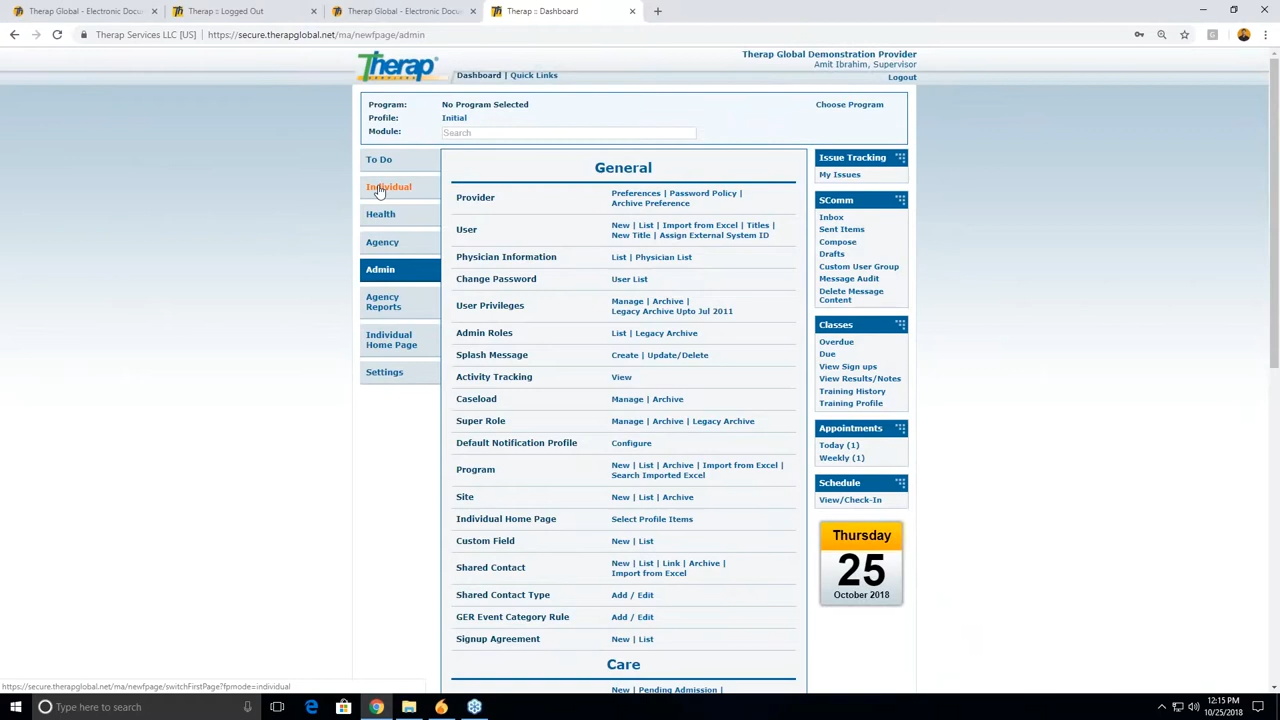 Therap Global - Electronic Doc
Therap :: Logged Out
Therap Global - Electronic Docu
Therap :: Dashboard
Therap Services LLC [US] | https://secure.therapglobal.net/ma/newpage/admin
Therap
SERVICES
Dashboard | Quick Links
Therap Global Demonstration Provider
Amit Ibrahim, Supervisor
Logout
Program: No Program Selected Choose Program
Profile: Initial
Module: Search
To Do
Individual
Health
Agency
Admin
Agency
Reports
Individual
Home Page
Settings
General
Provider Preferences | Password Policy |
Archive Preference
User New | List | Import from Excel | Titles |
New Title | Assign External System ID
Physician Information List | Physician List
Change Password User List
User Privileges Manage | Archive |
Legacy Archive Upto Jul 2011
Admin Roles List | Legacy Archive
Splash Message Create | Update/Delete
Activity Tracking View
Caseload Manage | Archive
Super Role Manage | Archive | Legacy Archive
Default Notification Profile Configure
Program New | List | Archive | Import from Excel |
Search Imported Excel
Site New | List | Archive
Individual Home Page Select Profile Items
Custom Field New | List
Shared Contact New | List | Link | Archive |
Import from Excel
Shared Contact Type Add / Edit
GER Event Category Rule Add / Edit
Signup Agreement New | List
Care
New | Pending Admission |
Issue Tracking
My Issues
SComm
Inbox
Sent Items
Compose
Drafts
Custom User Group
Message Audit
Delete Message
Content
Classes
Overdue
Due
View Sign ups
View Results/Notes
Training History
Training Profile
Appointments
Today (1)
Weekly (1)
Schedule
View/Check-In
Thursday
25
October 2018
https://secure.therapglobal.net/ma/newpage/switchFirstPage?fpmode=individual
Type here to search
12:15 PM
10/25/2018